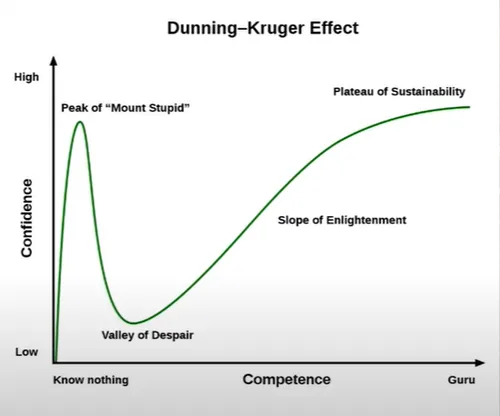 Dunning–Kruger Effect
High
Plateau of Sustainability
Peak of “Mount Stupid”
Confidence
Slope of Enlightenment
Valley of Despair
Low
Know nothing
Competence
Guru